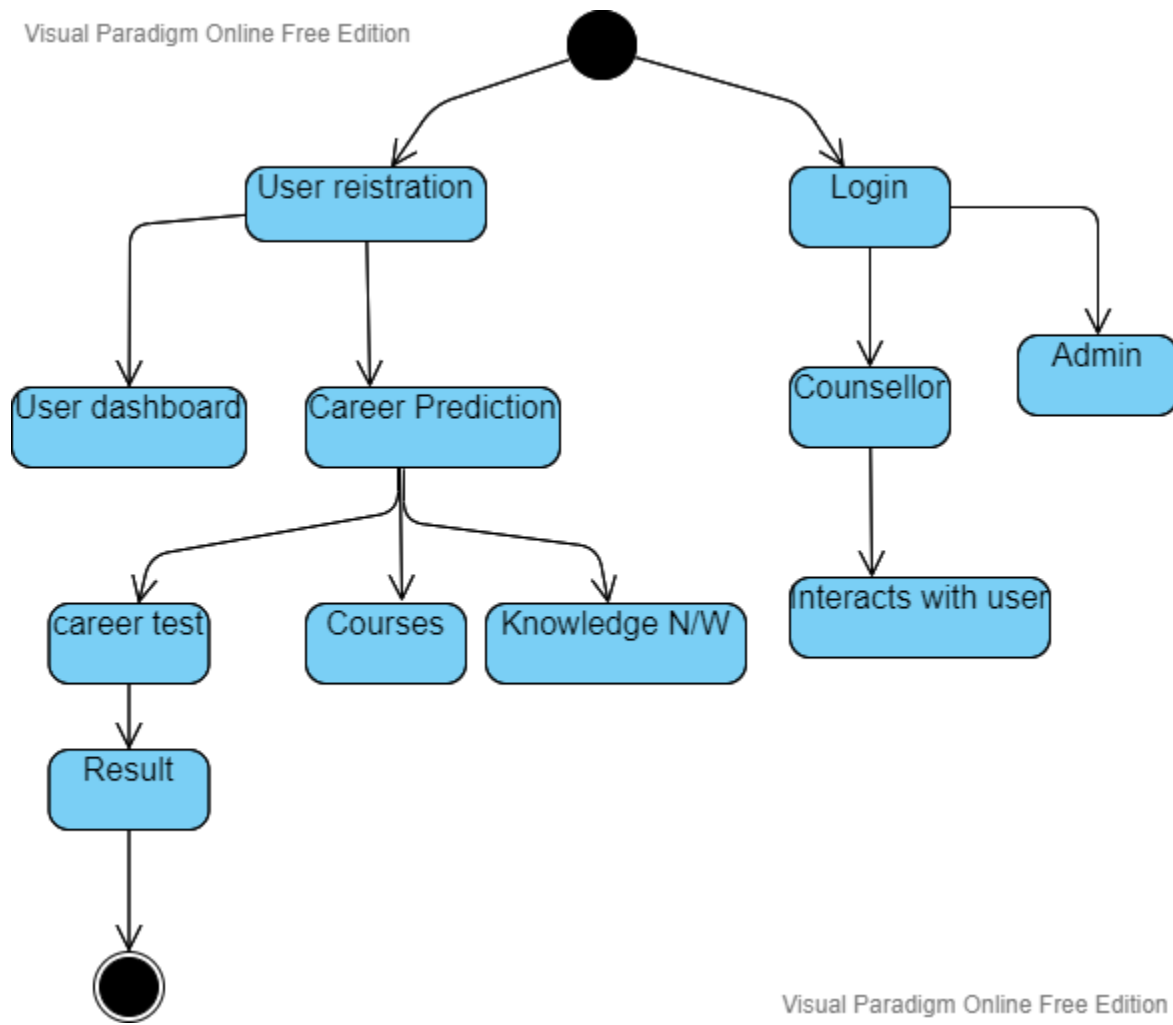 Visual Paradigm Online Free Edition
User reistration
Login
Admin
Counsellor
User dashboard
Career Prediction
Interacts with user
career test
Courses
Knowledge N/W
Result
Visual Paradigm Online Free Edition